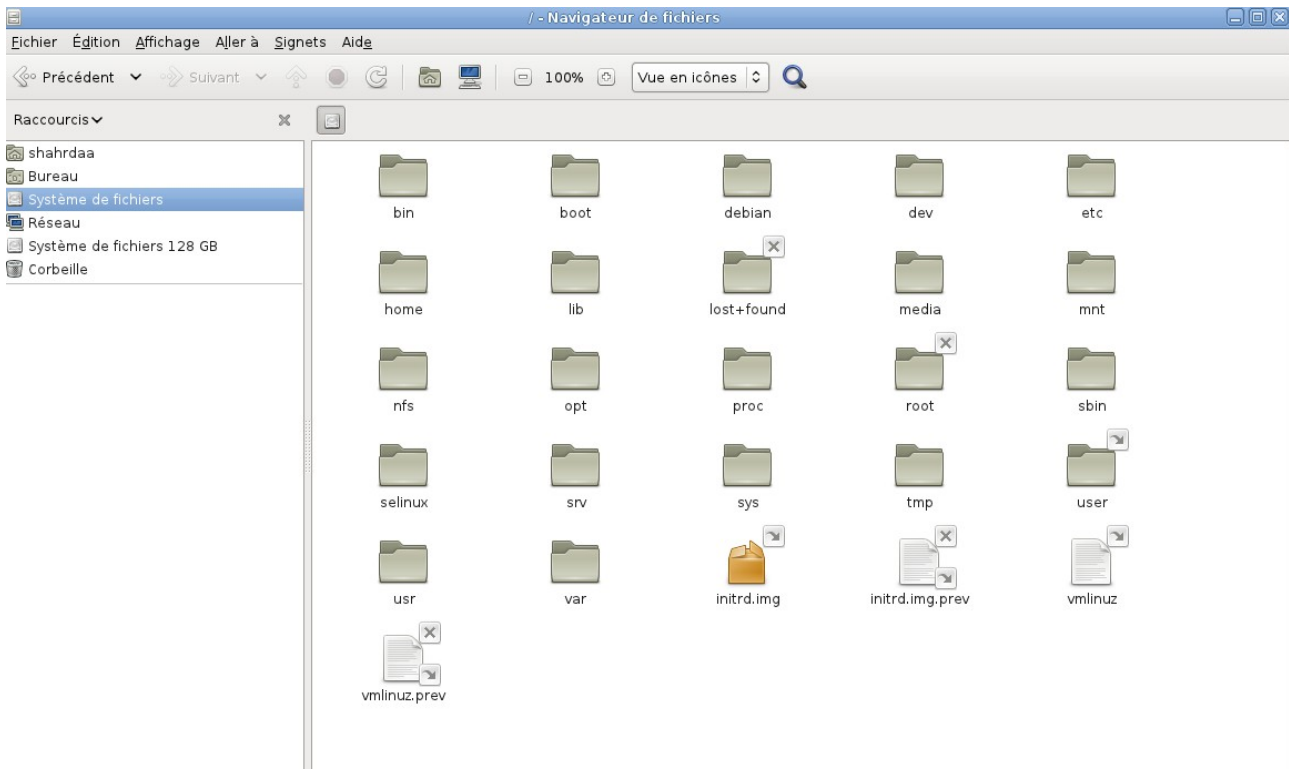 / - Navigateur de fichiers
Fichier Édition Affichage Aller à Signets Aide
Précédent Suivant 100% Vue en icônes
Raccourcis
shahrdaa
Bureau
Système de fichiers
Réseau
Système de fichiers 128 GB
Corbeille
bin boot debian dev etc
home lib lost+found media mnt
nfs opt proc root sbin
selinux srv sys tmp user
usr var initrd.img initrd.img.prev vmlinuz
vmlinuz.prev